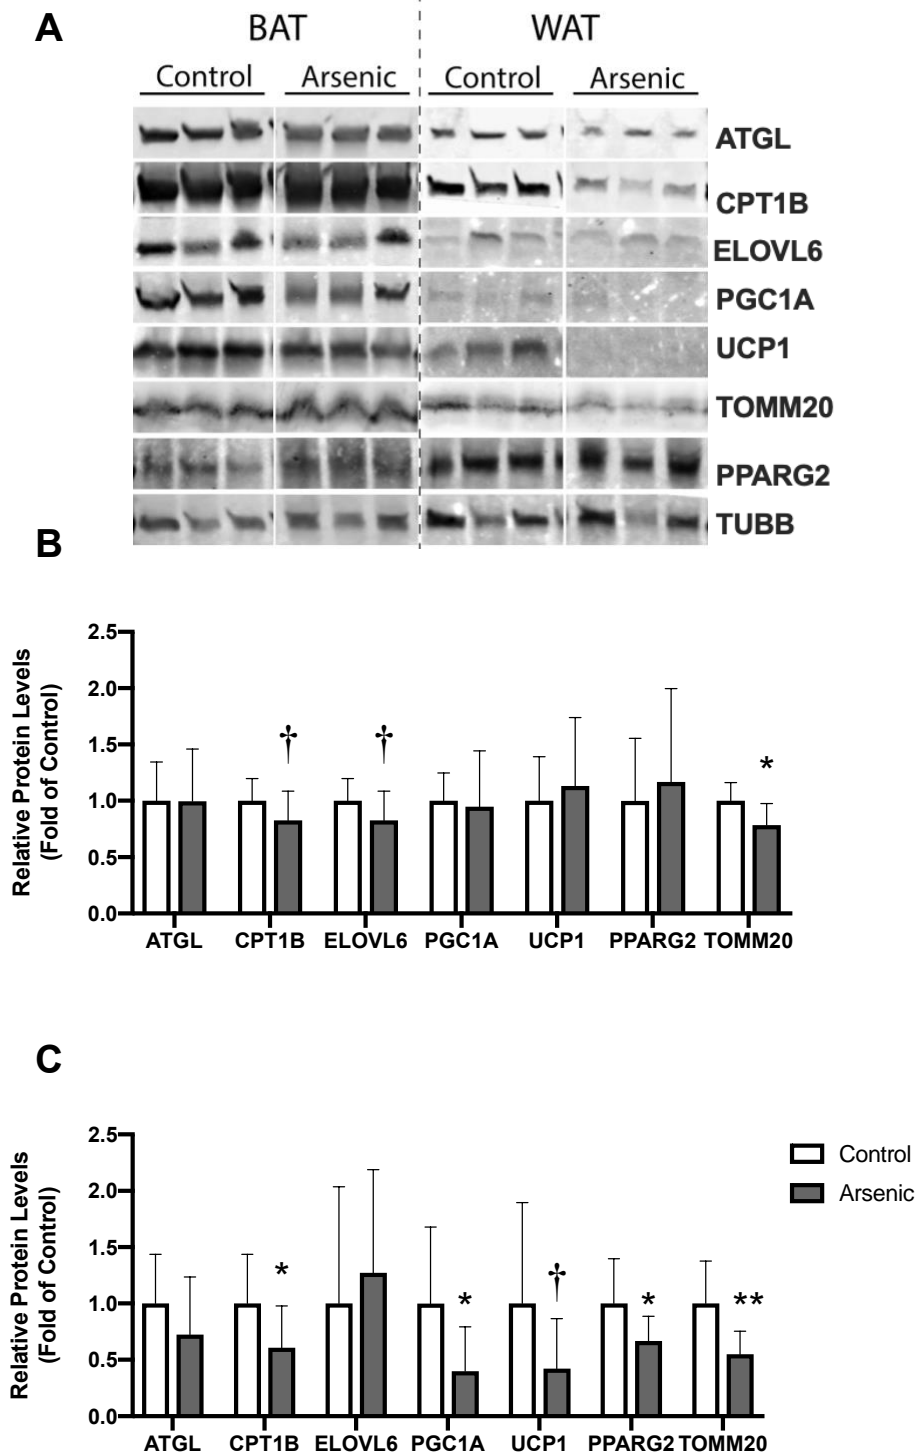 A
BAT
WAT
Control
Arsenic
Control
Arsenic
ATGL
CPT1B
ELOVL6
PGC1A
UCP1
TOMM20
PPARG2
TUBB
B
Relative Protein Levels
(Fold of Control)
2.5
2.0
1.5
1.0
0.5
0.0
†
†
*
ATGL
CPT1B
ELOVL6
PGC1A
UCP1
PPARG2
TOMM20
C
Relative Protein Levels
(Fold of Control)
2.5
2.0
1.5
1.0
0.5
0.0
*
*
†
*
**
ATGL
CPT1B
ELOVL6
PGC1A
UCP1
PPARG2
TOMM20
Control
Arsenic